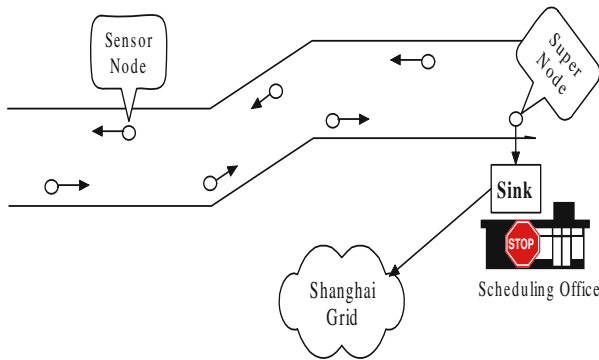 Sensor
Node
Super
Node
Sink
STOP
Shanghai
Grid
Scheduling Office